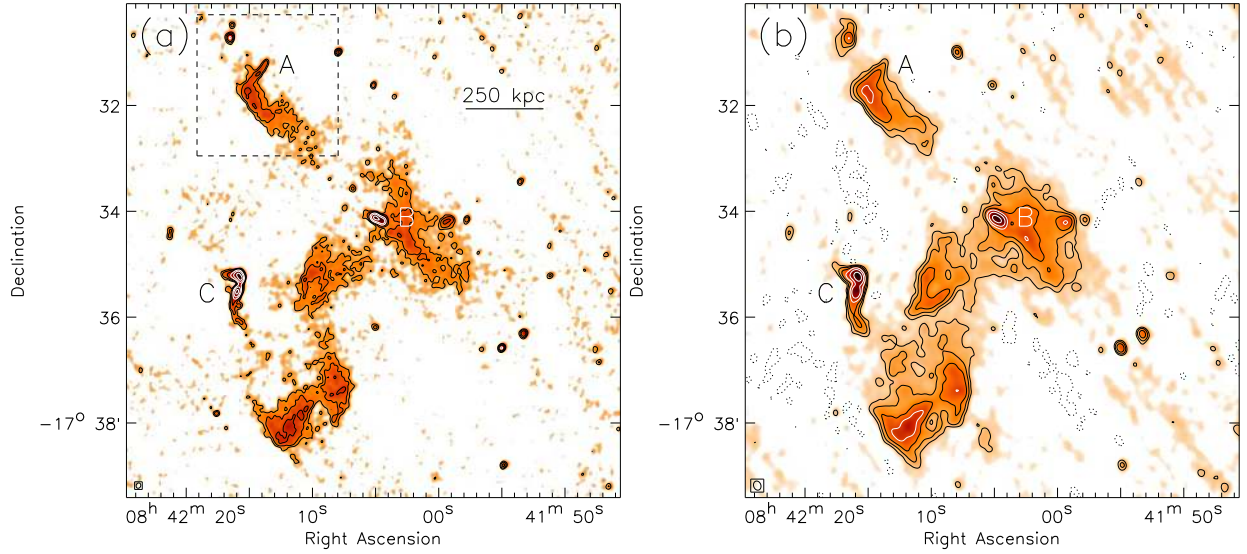 (a)
A
250 kpc
B
C
32
34
36
−17° 38'
Declination
08ʰ 42ᵐ 20ˢ
10ˢ
00ˢ
41ᵐ 50ˢ
Right Ascension
(b)
A
B
C
32
34
36
−17° 38'
Declination
08ʰ 42ᵐ 20ˢ
10ˢ
00ˢ
41ᵐ 50ˢ
Right Ascension